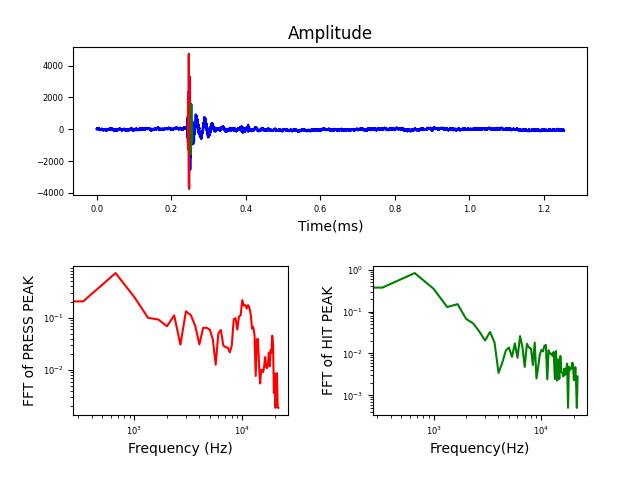 Amplitude
4000
2000
0
−2000
−4000
0.0 0.2 0.4 0.6 0.8 1.0 1.2
Time(ms)
FFT of PRESS PEAK
10⁻¹
10⁻²
10³ 10⁴
Frequency (Hz)
FFT of HIT PEAK
10⁰
10⁻¹
10⁻²
10⁻³
10³ 10⁴
Frequency(Hz)